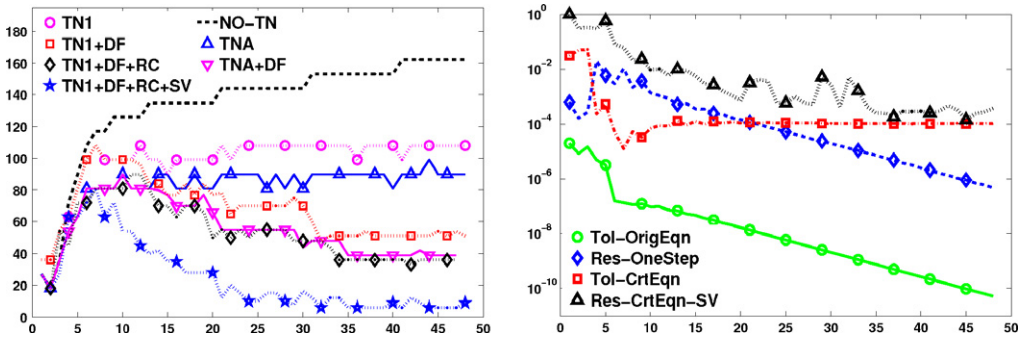 TN1
TN1+DF
TN1+DF+RC
TN1+DF+RC+SV
NO-TN
TNA
TNA+DF
180
160
140
120
100
80
60
40
20
0
0 5 10 15 20 25 30 35 40 45 50
10^0
10^-2
10^-4
10^-6
10^-8
10^-10
Tol-OrigEqn
Res-OneStep
Tol-CrtEqn
Res-CrtEqn-SV
0 5 10 15 20 25 30 35 40 45 50